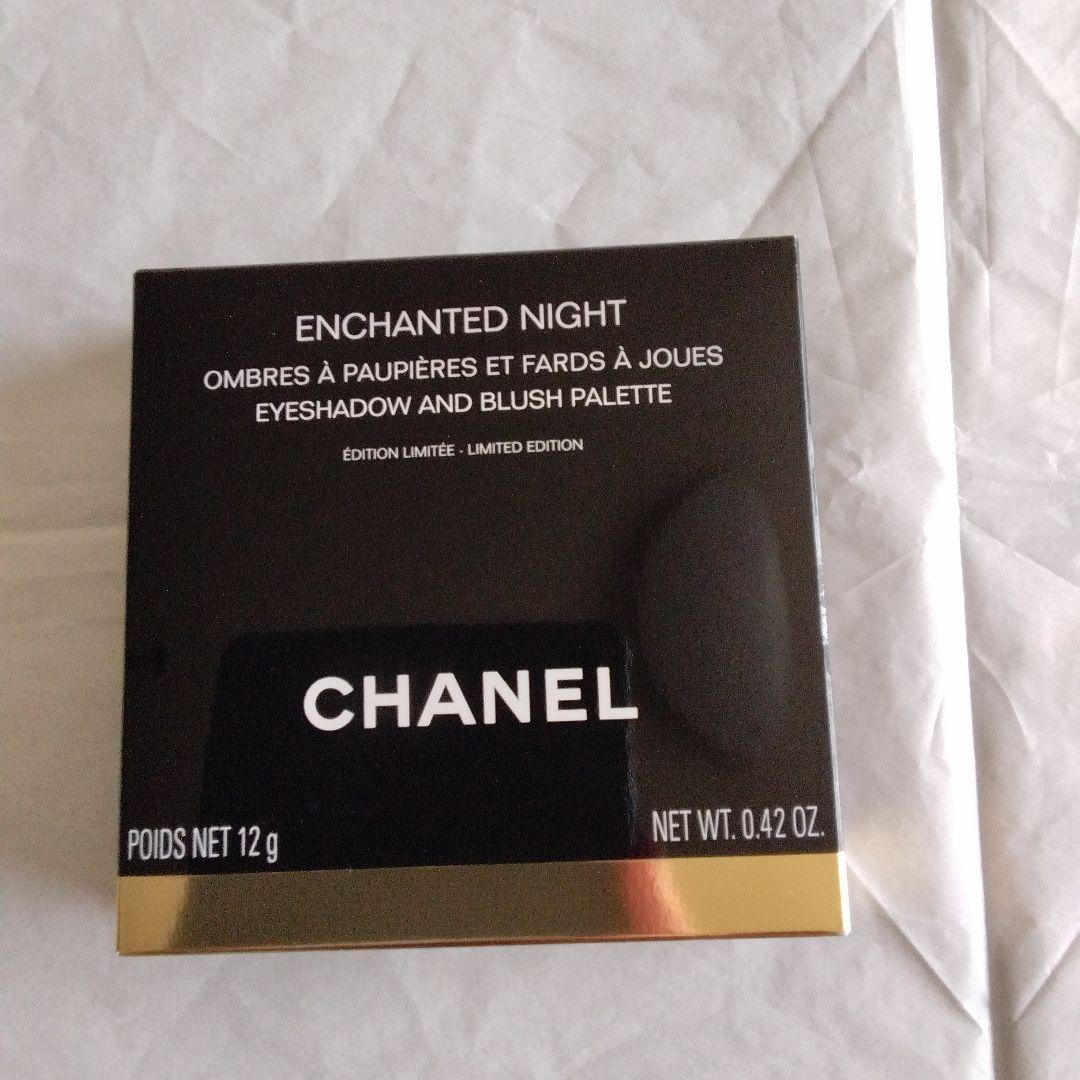 ENCHANTED NIGHT
OMBRES À PAUPIÈRES ET FARDS À JOUES
EYESHADOW AND BLUSH PALETTE
ÉDITION LIMITÉE - LIMITED EDITION
CHANEL
POIDS NET 12 g
NET WT. 0.42 OZ.